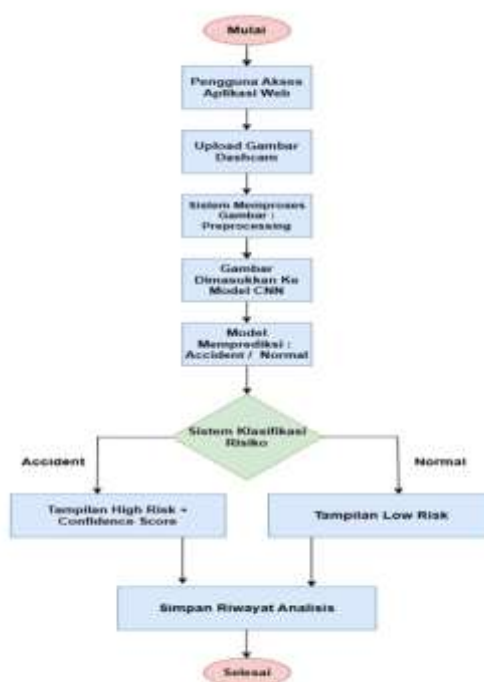 Mulai
Pengguna Akses
Aplikasi Web
Upload Gambar
Dashcam
Sistem Memproses
Gambar :
Preprocessing
Gambar
Dimasukkan Ke
Model CNN
Model
Memprediksi :
Accident / Normal
Sistem Klasifikasi
Risiko
Accident
Normal
Tampilan High Risk +
Confidence Score
Tampilan Low Risk
Simpan Riwayat Analisis
Selesai